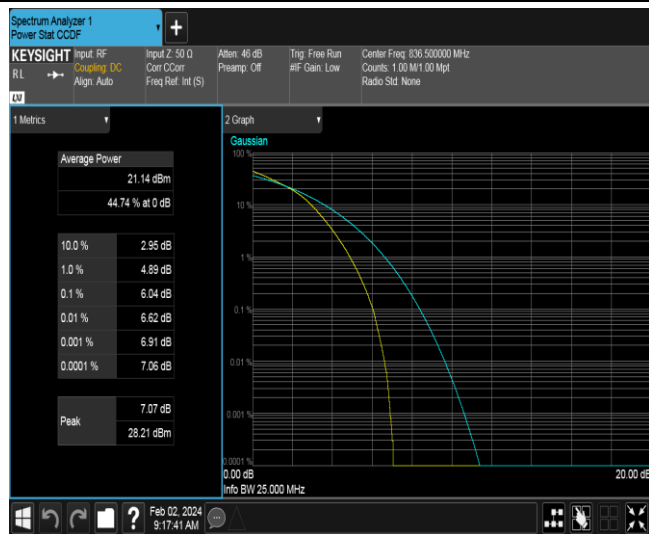 Spectrum Analyzer 1
Power Stat CCDF
+
KEYSIGHT Input: RF Input Z: 50 Ω Atten: 46 dB Trig: Free Run Center Freq: 836.500000 MHz
RL Coupling: DC Corr CCorr Preamp: Off #IF Gain: Low Counts: 1.00 M/1.00 Mpt
Align: Auto Freq Ref: Int (S) Radio Std: None
LXI
1 Metrics 2 Graph
Gaussian
Average Power
21.14 dBm
44.74 % at 0 dB
10.0 % 2.95 dB
1.0 % 4.89 dB
0.1 % 6.04 dB
0.01 % 6.62 dB
0.001 % 6.91 dB
0.0001 % 7.06 dB
Peak 7.07 dB
28.21 dBm
100 %
10 %
1 %
0.1 %
0.01 %
0.001 %
0.0001 %
0.00 dB 20.00 dB
Info BW 25.000 MHz
? Feb 02, 2024
9:17:41 AM